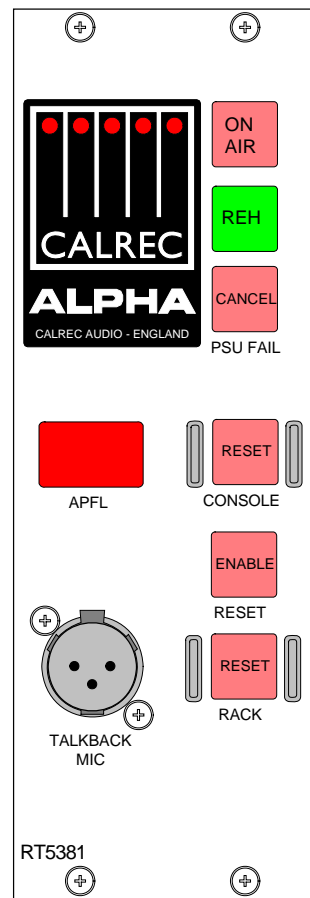 ON
AIR
CALREC
REH
ALPHA
CANCEL
CALREC AUDIO - ENGLAND
PSU FAIL
RESET
APFL
CONSOLE
ENABLE
RESET
RESET
TALKBACK
MIC
RACK
RT5381